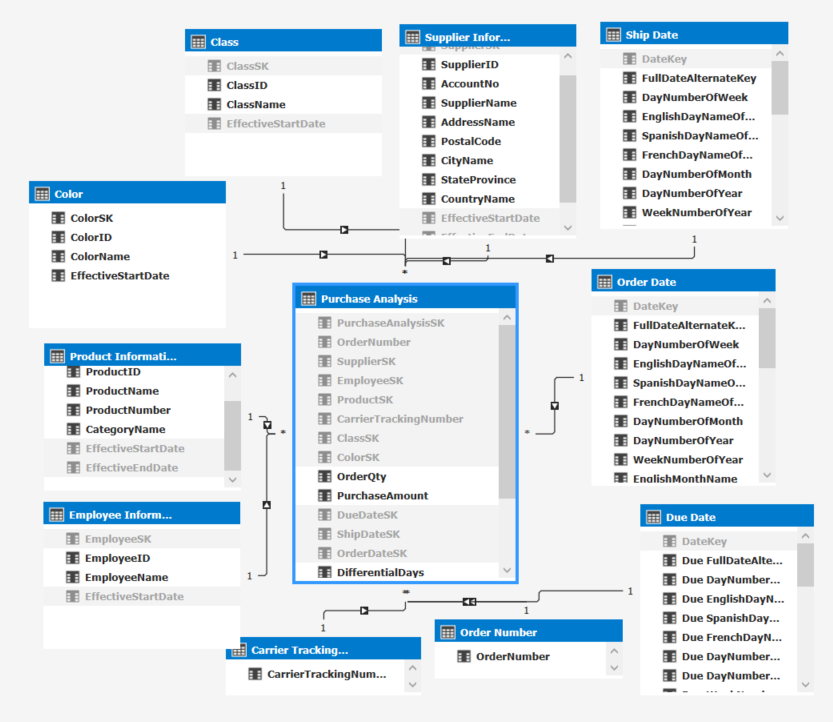 Class
ClassSK
ClassID
ClassName
EffectiveStartDate
Supplier Infor...
SupplierSK
SupplierID
AccountNo
SupplierName
AddressName
PostalCode
CityName
StateProvince
CountryName
EffectiveStartDate
EffectiveEndDate
Ship Date
DateKey
FullDateAlternateKey
DayNumberOfWeek
EnglishDayNameOf...
SpanishDayNameOf...
FrenchDayNameOf...
DayNumberOfMonth
DayNumberOfYear
WeekNumberOfYear
Color
ColorSK
ColorID
ColorName
EffectiveStartDate
1
1
1
1
*
Purchase Analysis
PurchaseAnalysisSK
OrderNumber
SupplierSK
EmployeeSK
ProductSK
CarrierTrackingNumber
ClassSK
ColorSK
OrderQty
PurchaseAmount
DueDateSK
ShipDateSK
OrderDateSK
DifferentialDays
Order Date
DateKey
FullDateAlternateK...
DayNumberOfWeek
EnglishDayNameOf...
SpanishDayNameO...
FrenchDayNameOf...
DayNumberOfMonth
DayNumberOfYear
WeekNumberOfYear
EnglishMonthName
Product Informati...
ProductID
ProductName
ProductNumber
CategoryName
EffectiveStartDate
EffectiveEndDate
1
*
*
1
Employee Inform...
EmployeeSK
EmployeeID
EmployeeName
EffectiveStartDate
1
*
1
1
1
Due Date
DateKey
Due FullDateAlte...
Due DayNumber...
Due EnglishDayN...
Due SpanishDay...
Due FrenchDayN...
Due DayNumber...
Due DayNumber...
Carrier Tracking...
CarrierTrackingNum...
Order Number
OrderNumber